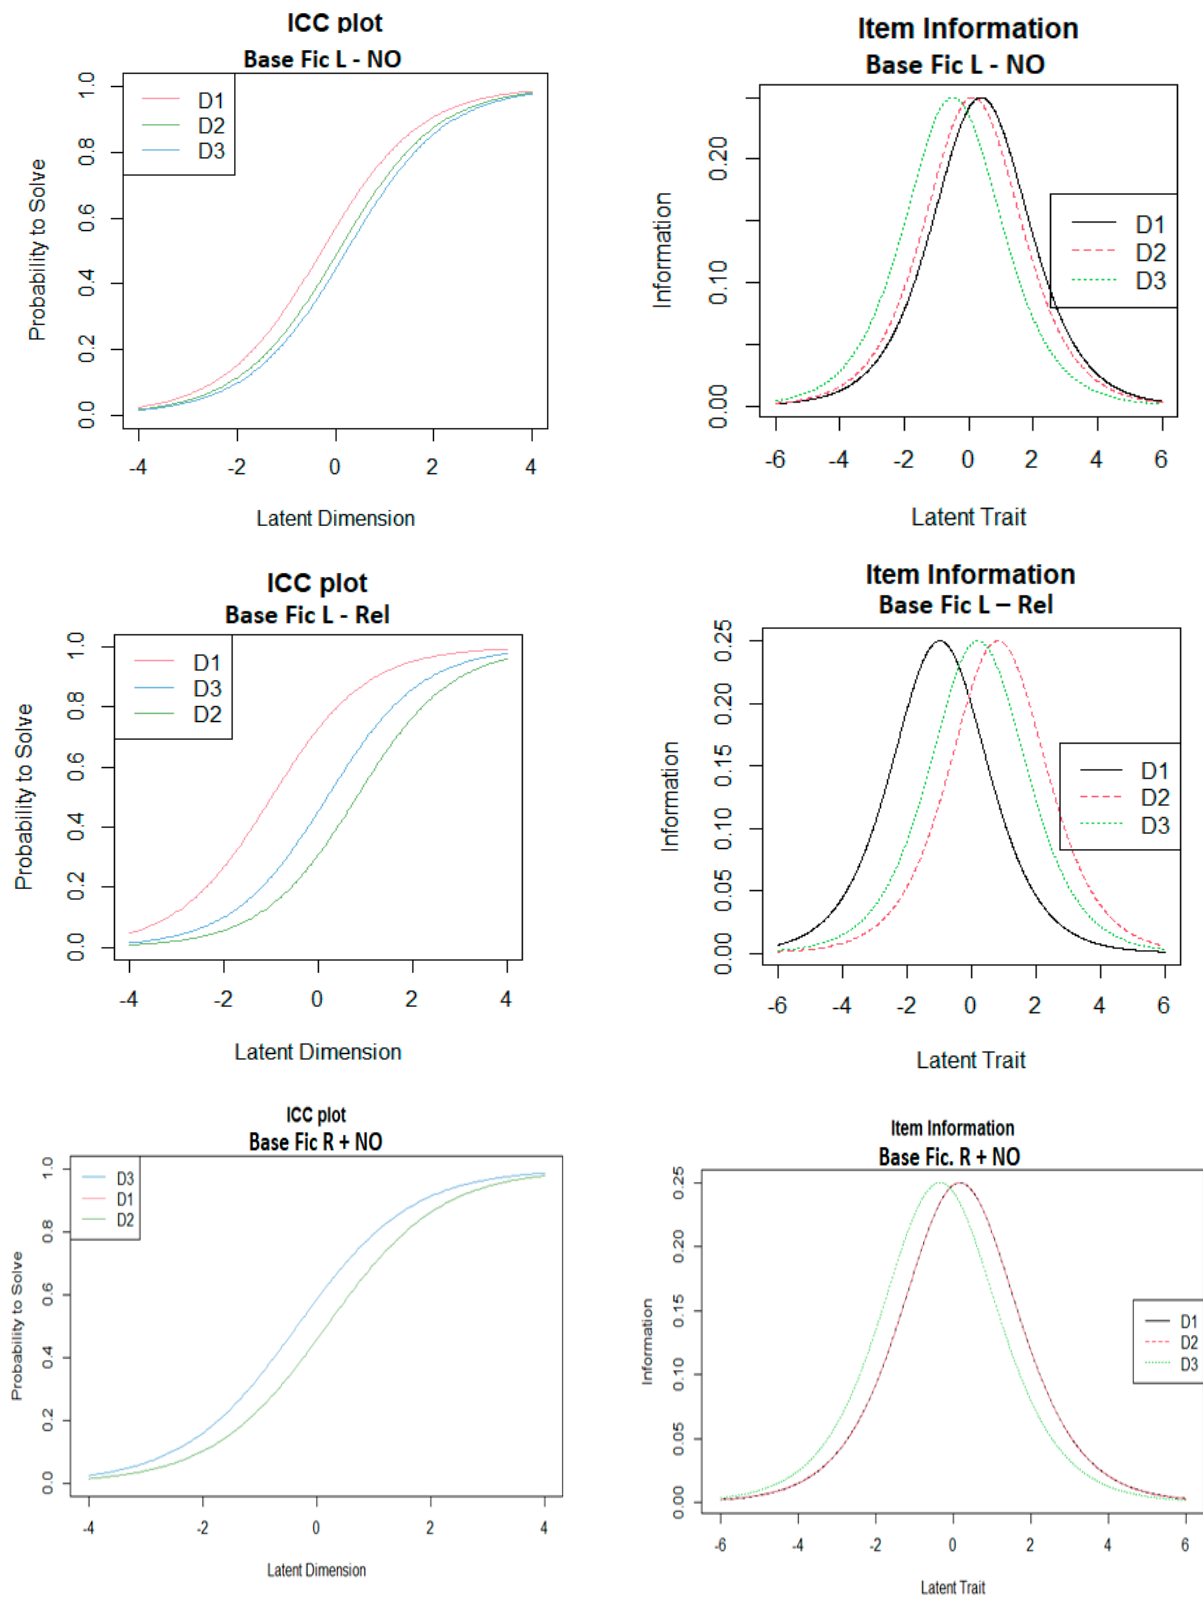 ICC plot
Base Fic L - NO
D1
D2
D3
Probability to Solve
0.0
0.2
0.4
0.6
0.8
1.0
-4
-2
0
2
4
Latent Dimension
Item Information
Base Fic L - NO
D1
D2
D3
Information
0.00
0.10
0.20
-6
-4
-2
0
2
4
6
Latent Trait
ICC plot
Base Fic L - Rel
D1
D3
D2
Probability to Solve
0.0
0.2
0.4
0.6
0.8
1.0
-4
-2
0
2
4
Latent Dimension
Item Information
Base Fic L – Rel
D1
D2
D3
Information
0.00
0.05
0.10
0.15
0.20
0.25
-6
-4
-2
0
2
4
6
Latent Trait
ICC plot
Base Fic R + NO
D3
D1
D2
Probability to Solve
0.0
0.2
0.4
0.6
0.8
1.0
-4
-2
0
2
4
Latent Dimension
Item Information
Base Fic. R + NO
D1
D2
D3
Information
0.00
0.05
0.10
0.15
0.20
0.25
-6
-4
-2
0
2
4
6
Latent Trait